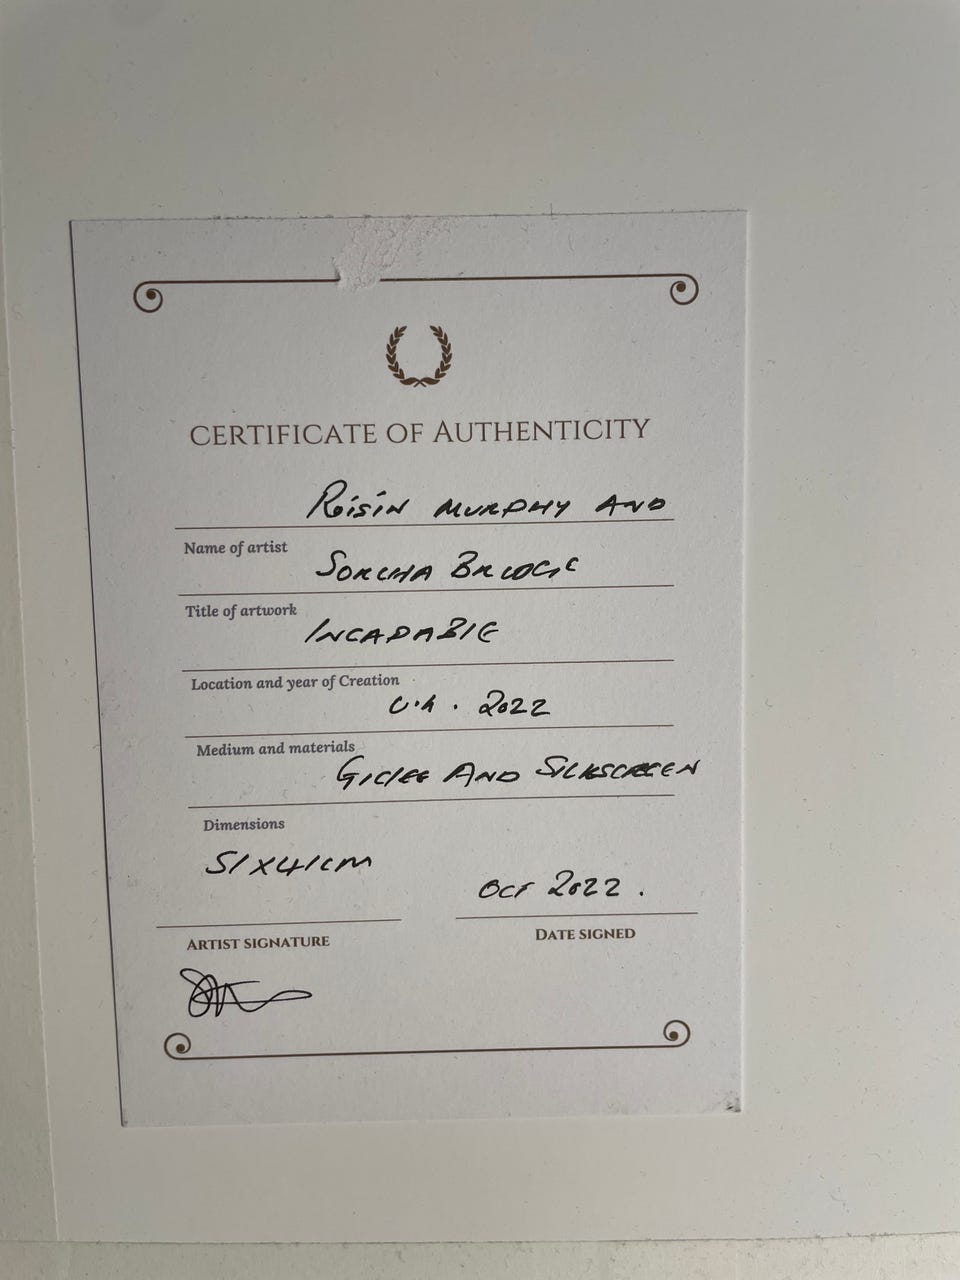 CERTIFICATE OF AUTHENTICITY
Róisín MURPHY AND
Name of artist
SORCHA
Title of artwork
INCAPABLE
Location and year of Creation
U.K. 2022
Medium and materials
GICLEE AND SILKSCREEN
Dimensions
51X41CM
OCT 2022.
ARTIST SIGNATURE
DATE SIGNED